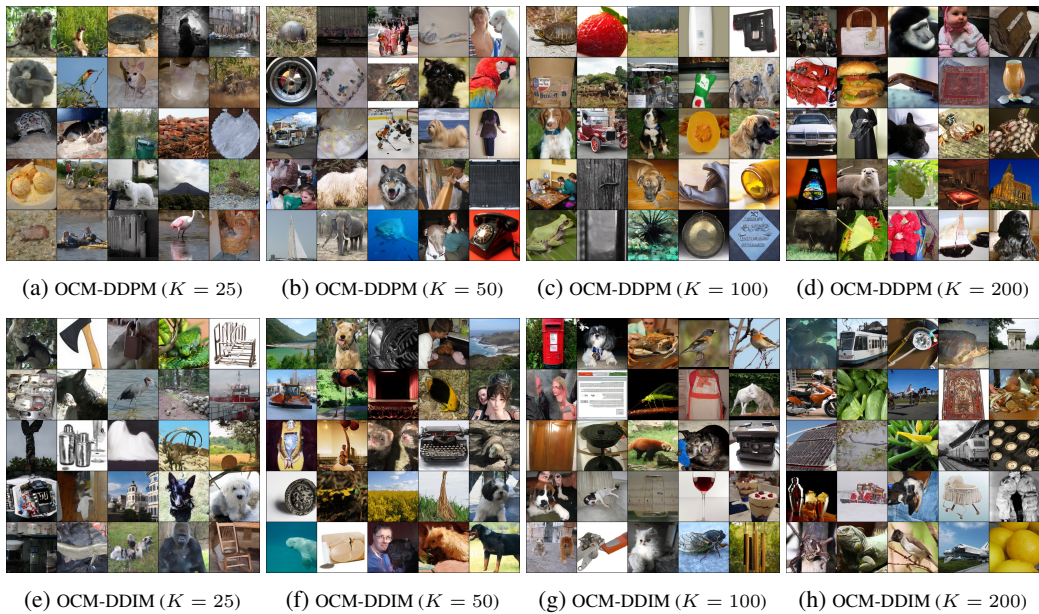 (a) OCM-DDPM (K = 25)
(b) OCM-DDPM (K = 50)
(c) OCM-DDPM (K = 100)
(d) OCM-DDPM (K = 200)
(e) OCM-DDIM (K = 25)
(f) OCM-DDIM (K = 50)
(g) OCM-DDIM (K = 100)
(h) OCM-DDIM (K = 200)